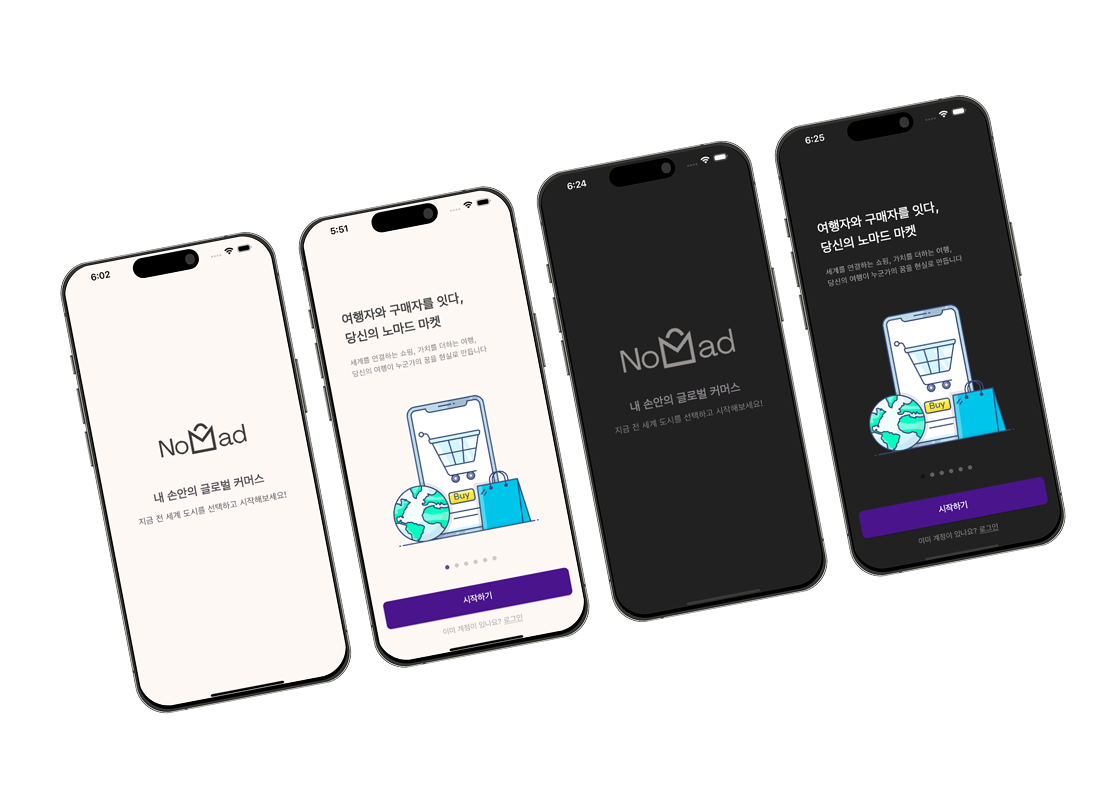 6:02
NoMad
내 손안의 글로벌 커머스
지금 전 세계 도시를 선택하고 시작해보세요!
5:51
여행자와 구매자를 잇다,
당신의 노마드 마켓
세계를 연결하는 쇼핑, 가치를 더하는 여행,
당신의 여행이 누군가의 꿈을 현실로 만듭니다
Buy
시작하기
이미 계정이 있나요? 로그인
6:24
NoMad
내 손안의 글로벌 커머스
지금 전 세계 도시를 선택하고 시작해보세요!
6:25
여행자와 구매자를 잇다,
당신의 노마드 마켓
세계를 연결하는 쇼핑, 가치를 더하는 여행,
당신의 여행이 누군가의 꿈을 현실로 만듭니다
Buy
시작하기
이미 계정이 있나요? 로그인